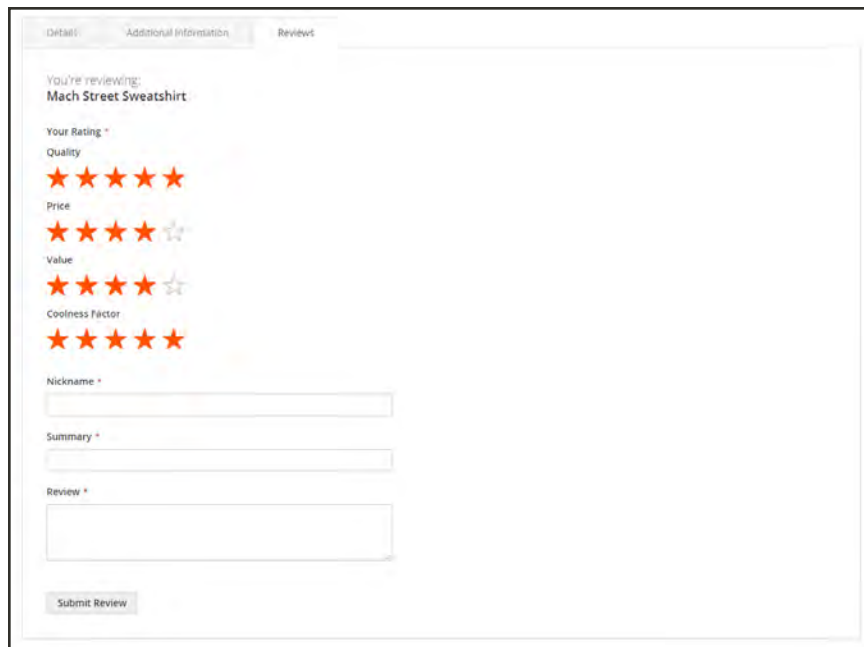 Details Additional Information Reviews
You're reviewing:
Mach Street Sweatshirt
Your Rating *
Quality
Price
Value
Coolness Factor
Nickname *
Summary *
Review *
Submit Review